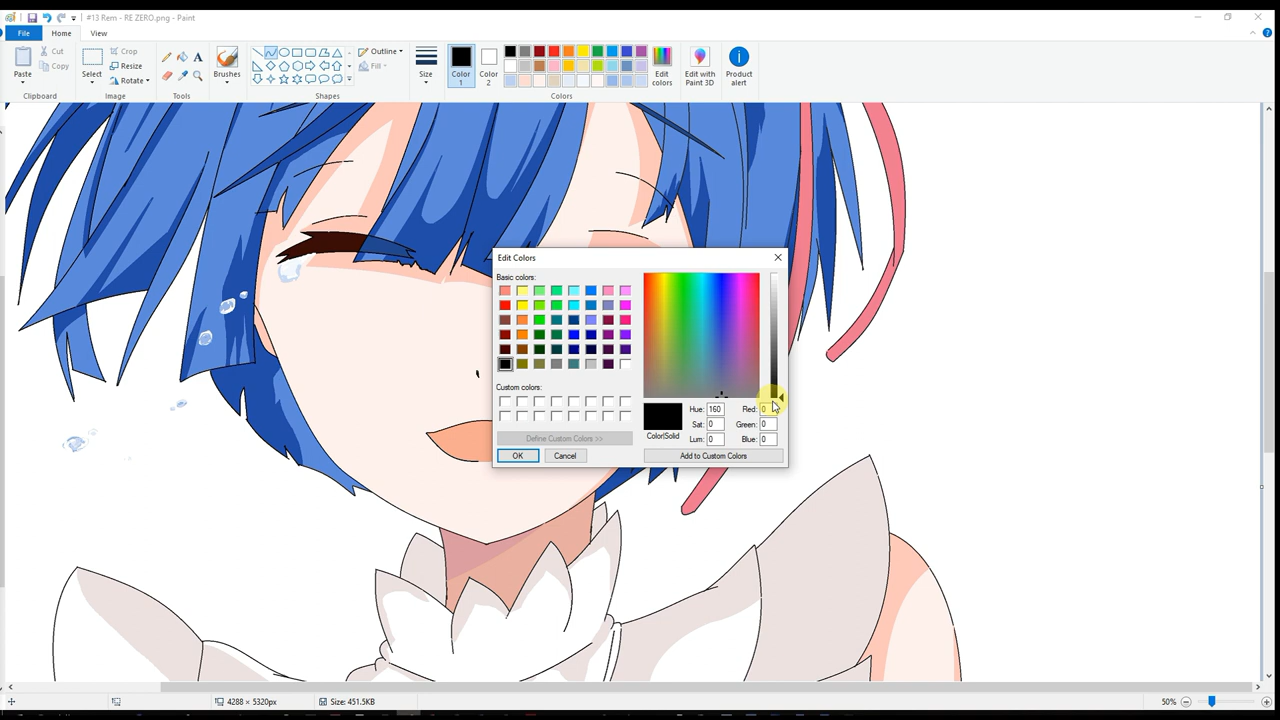 #13 Rem - RE ZERO.png - Paint
File Home View
Paste
Cut
Copy
Clipboard
Select
Crop
Resize
Rotate
Image
A
Tools
Brushes
Outline
Fill
Shapes
Size
Color 1
Color 2
Edit colors
Colors
Edit with Paint 3D
Product alert
Edit Colors
Basic colors:
Custom colors:
Define Custom Colors >>
OK
Cancel
Color|Solid
Hue: 160
Sat: 0
Lum: 0
Red: 0
Green: 0
Blue: 0
Add to Custom Colors
4288 × 5320px
Size: 451.5KB
50%